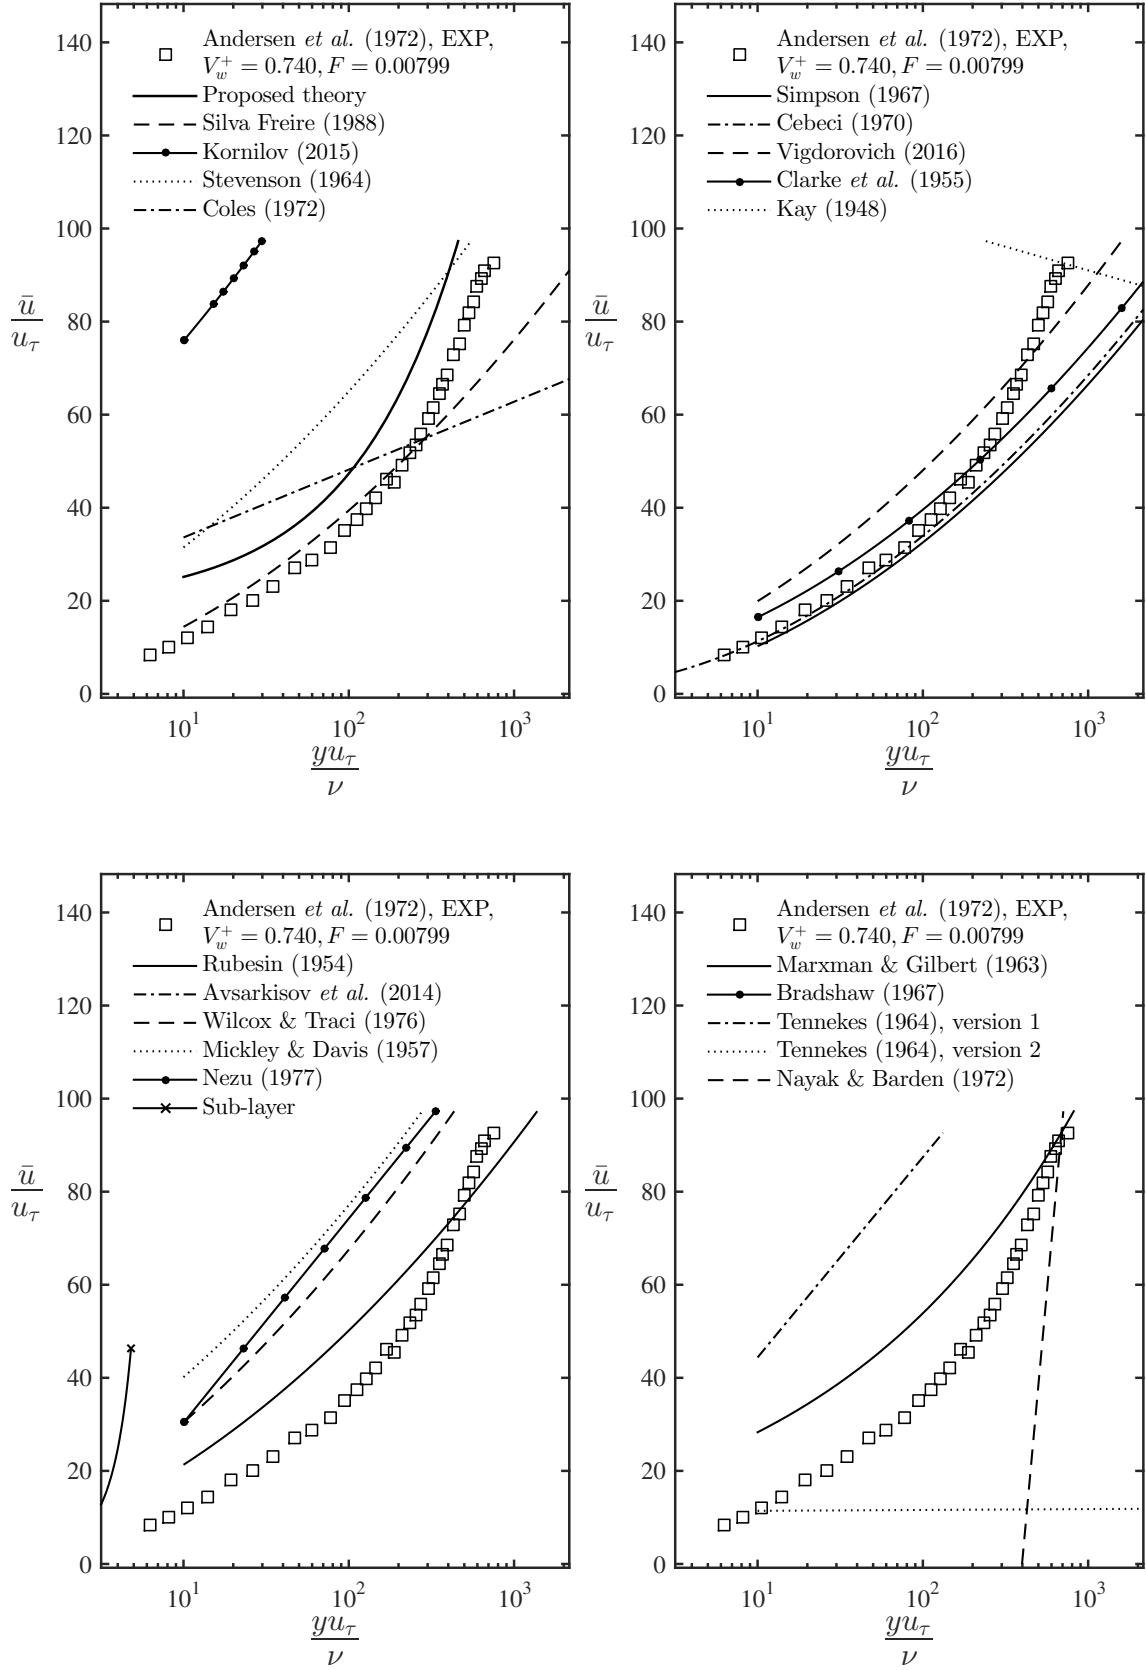 140
120
100
80
60
40
20
0
ū
u_τ
Andersen et al. (1972), EXP,
V_w^+ = 0.740, F = 0.00799
Proposed theory
Silva Freire (1988)
Kornilov (2015)
Stevenson (1964)
Coles (1972)
10^1
10^2
10^3
yu_τ
ν
140
120
100
80
60
40
20
0
ū
u_τ
Andersen et al. (1972), EXP,
V_w^+ = 0.740, F = 0.00799
Simpson (1967)
Cebeci (1970)
Vigdorovich (2016)
Clarke et al. (1955)
Kay (1948)
10^1
10^2
10^3
yu_τ
ν
140
120
100
80
60
40
20
0
ū
u_τ
Andersen et al. (1972), EXP,
V_w^+ = 0.740, F = 0.00799
Rubesin (1954)
Avsarkisov et al. (2014)
Wilcox & Traci (1976)
Mickley & Davis (1957)
Nezu (1977)
Sub-layer
10^1
10^2
10^3
yu_τ
ν
140
120
100
80
60
40
20
0
ū
u_τ
Andersen et al. (1972), EXP,
V_w^+ = 0.740, F = 0.00799
Marxman & Gilbert (1963)
Bradshaw (1967)
Tennekes (1964), version 1
Tennekes (1964), version 2
Nayak & Barden (1972)
10^1
10^2
10^3
yu_τ
ν